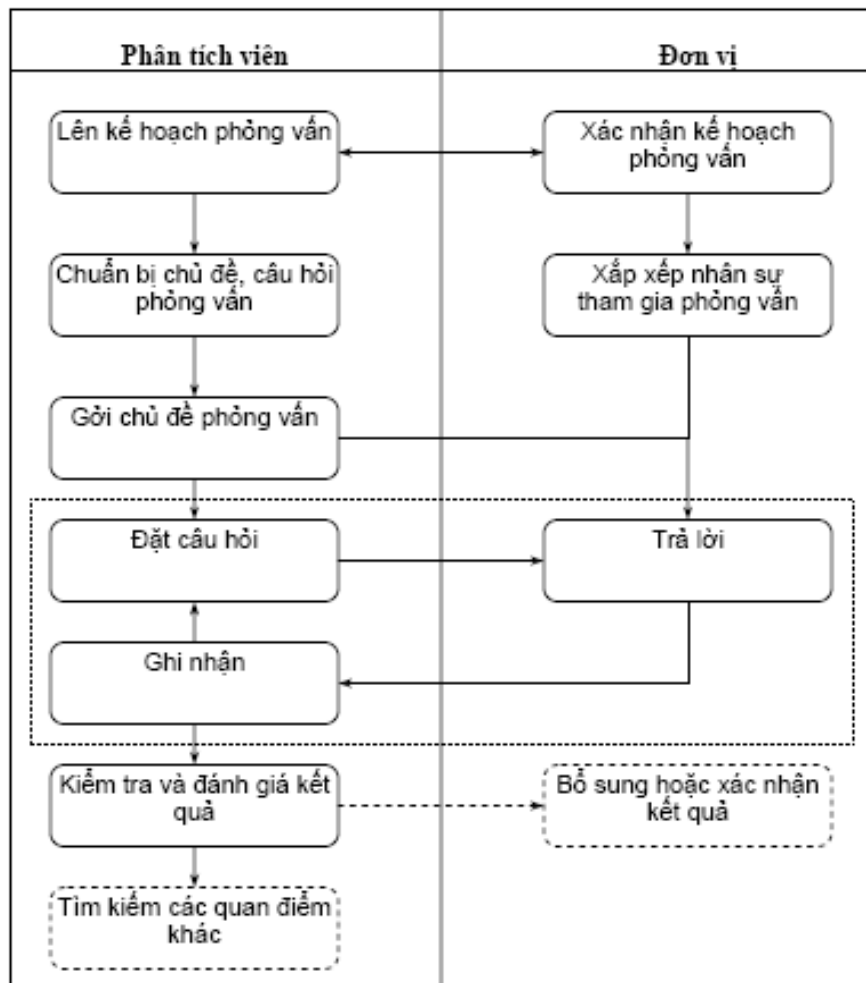 Phân tích viên
Đơn vị
Lên kế hoạch phỏng vấn
Xác nhận kế hoạch
phỏng vấn
Chuẩn bị chủ đề, câu hỏi
phỏng vấn
Xắp xếp nhân sự
tham gia phỏng vấn
Gởi chủ đề phỏng vấn
Đặt câu hỏi
Trả lời
Ghi nhận
Kiểm tra và đánh giá kết
quả
Bổ sung hoặc xác nhận
kết quả
Tìm kiếm các quan điểm
khác